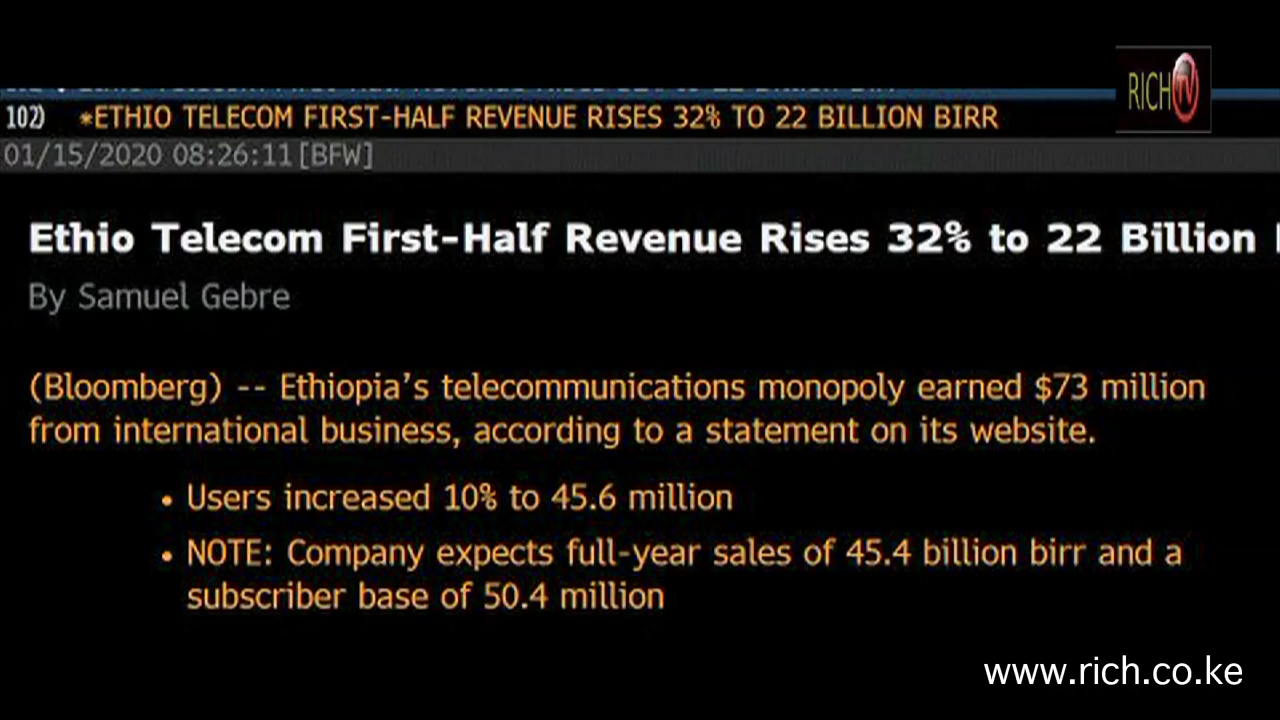 RICH TV
102) *ETHIO TELECOM FIRST-HALF REVENUE RISES 32% TO 22 BILLION BIRR
01/15/2020 08:26:11 [BFW]
Ethio Telecom First-Half Revenue Rises 32% to 22 Billion
By Samuel Gebre
(Bloomberg) -- Ethiopia’s telecommunications monopoly earned $73 million
from international business, according to a statement on its website.
• Users increased 10% to 45.6 million
• NOTE: Company expects full-year sales of 45.4 billion birr and a
subscriber base of 50.4 million
www.rich.co.ke